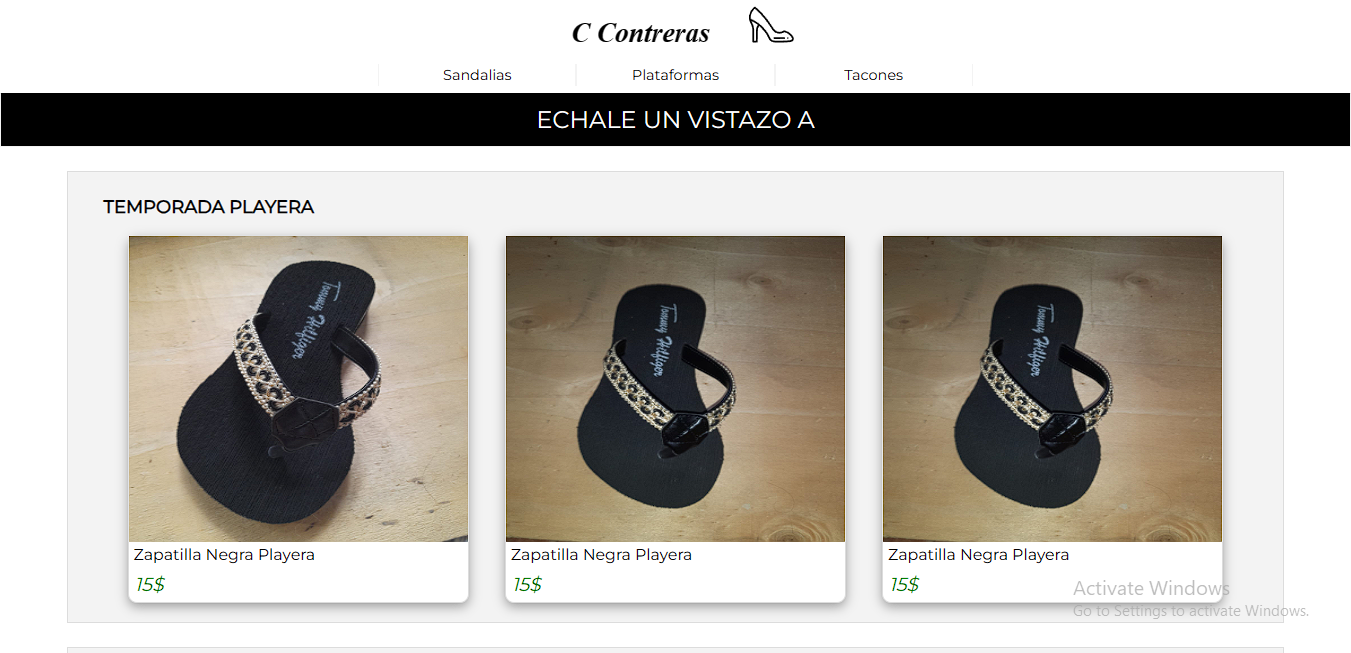 C Contreras
Sandalias
Plataformas
Tacones
ECHALE UN VISTAZO A
TEMPORADA PLAYERA
Tommy Hilfiger
Tommy Hilfiger
Tommy Hilfiger
Zapatilla Negra Playera
15$
Zapatilla Negra Playera
15$
Zapatilla Negra Playera
15$
Activate Windows
Go to Settings to activate Windows.